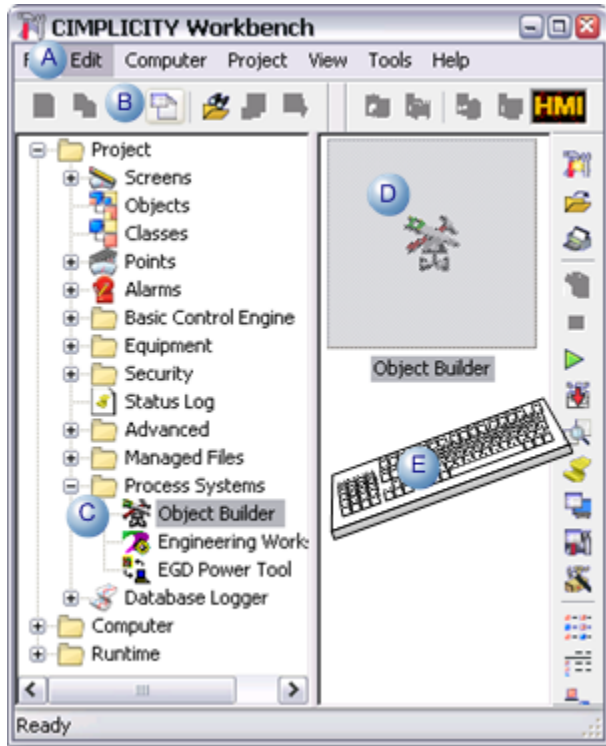 CIMPLICITY Workbench
F A Edit Computer Project View Tools Help
B
HMI
Project
Screens
Objects
Classes
Points
Alarms
Basic Control Engine
Equipment
Security
Status Log
Advanced
Managed Files
Process Systems
C Object Builder
Engineering Works
EGD Power Tool
Database Logger
Computer
Runtime
D
Object Builder
E
Ready